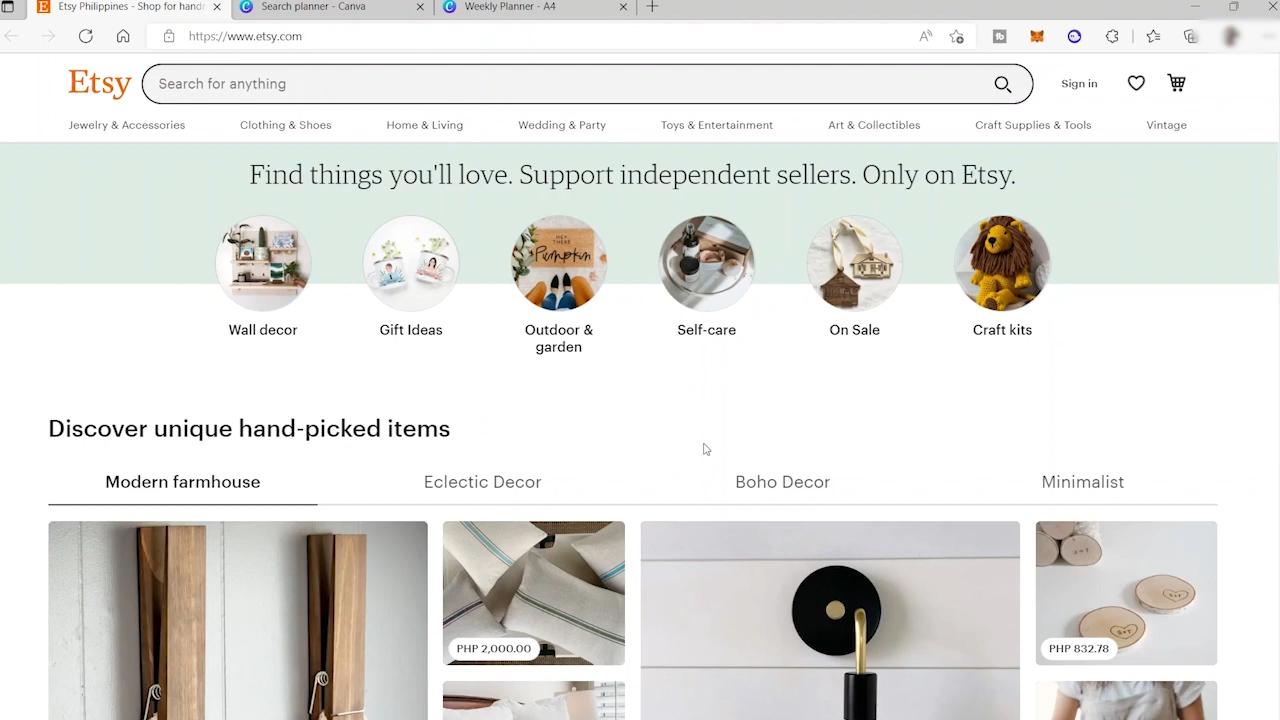 Etsy Philippines - Shop for handr
Search planner - Canva
Weekly Planner - A4
https://www.etsy.com
Etsy
Search for anything
Sign in
Jewelry & Accessories
Clothing & Shoes
Home & Living
Wedding & Party
Toys & Entertainment
Art & Collectibles
Craft Supplies & Tools
Vintage
Find things you'll love. Support independent sellers. Only on Etsy.
HEY, THERE
Pumpkin
Wall decor
Gift Ideas
Outdoor &
garden
Self-care
On Sale
Craft kits
Discover unique hand-picked items
Modern farmhouse
Eclectic Decor
Boho Decor
Minimalist
PHP 2,000.00
S+T
PHP 832.78